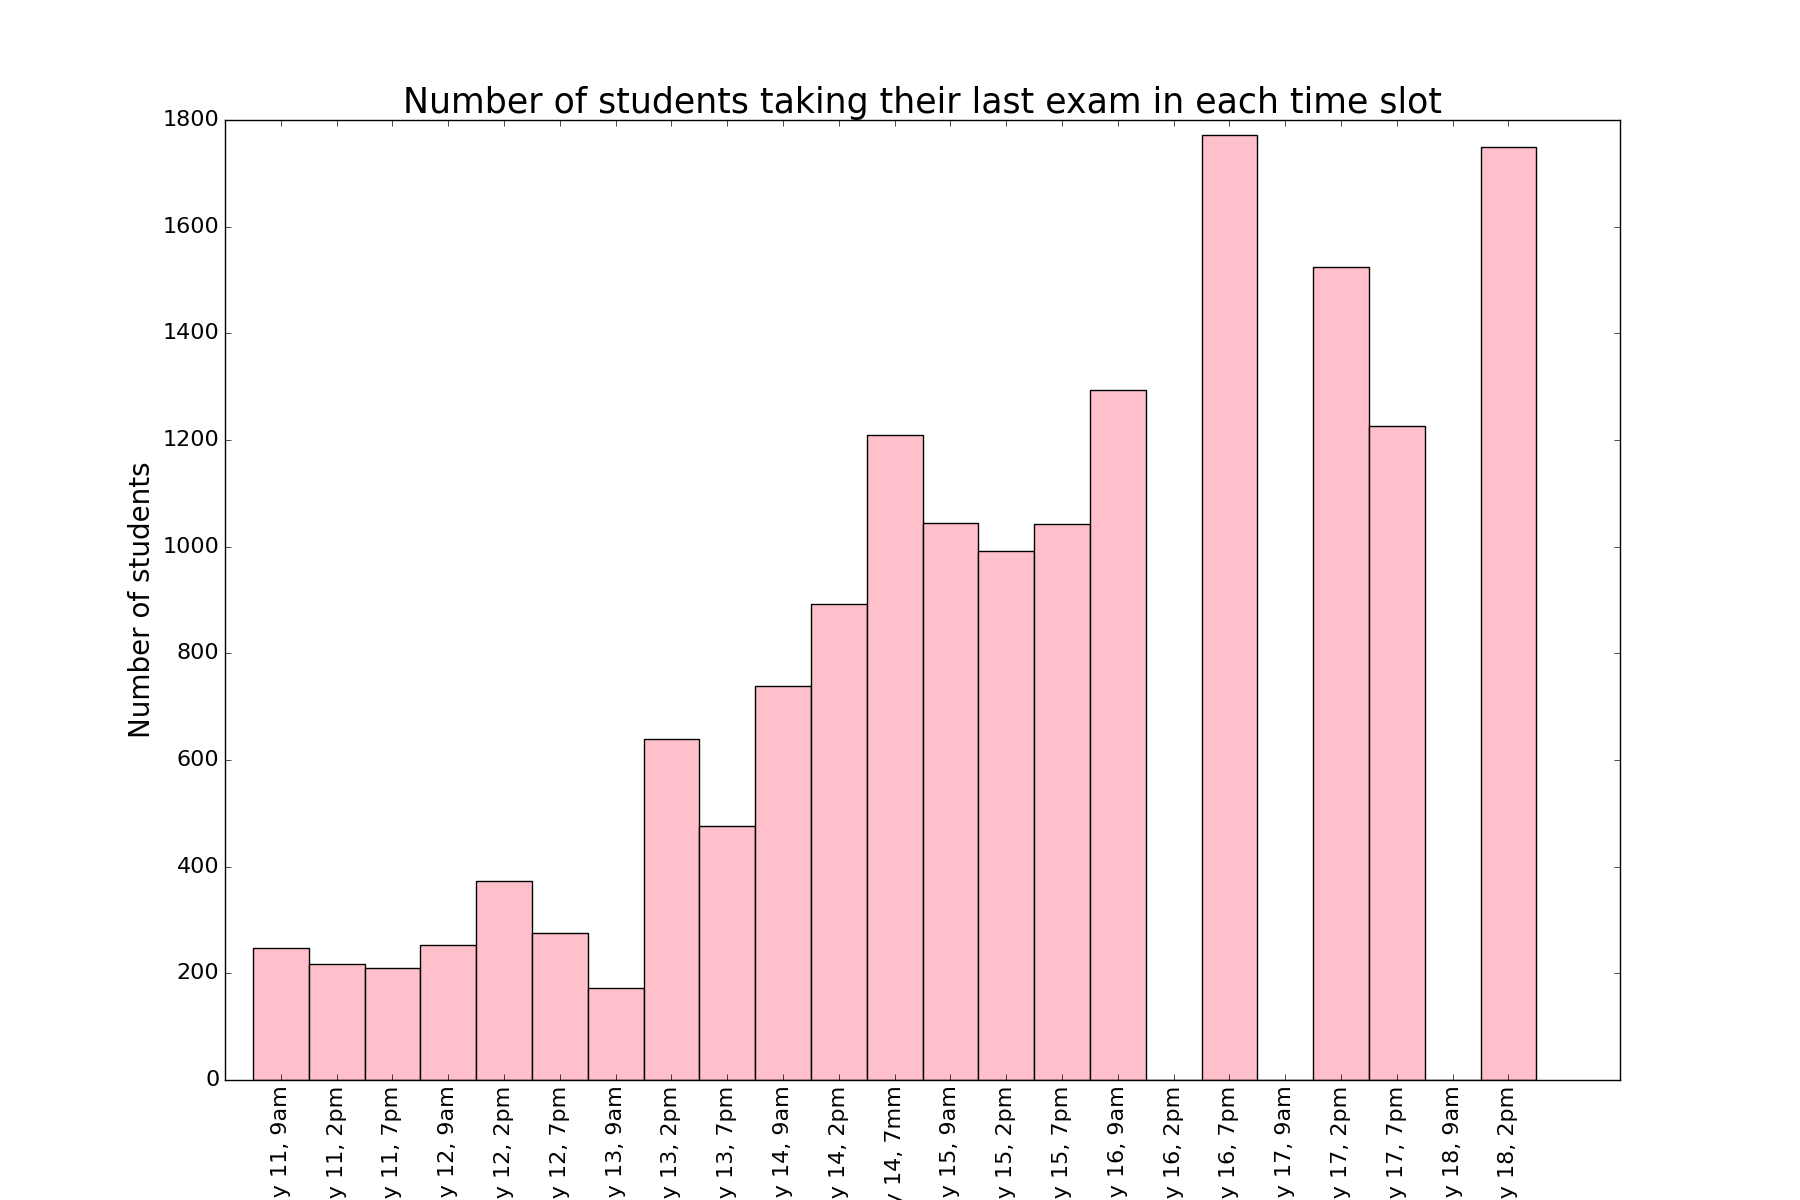 Number of students taking their last exam in each time slot
1800
1600
1400
1200
1000
800
600
400
200
0
Number of students
y 11, 9am
y 11, 2pm
y 11, 7pm
y 12, 9am
y 12, 2pm
y 12, 7pm
y 13, 9am
y 13, 2pm
y 13, 7pm
y 14, 9am
y 14, 2pm
y 14, 7mm
y 15, 9am
y 15, 2pm
y 15, 7pm
y 16, 9am
y 16, 2pm
y 16, 7pm
y 17, 9am
y 17, 2pm
y 17, 7pm
y 18, 9am
y 18, 2pm